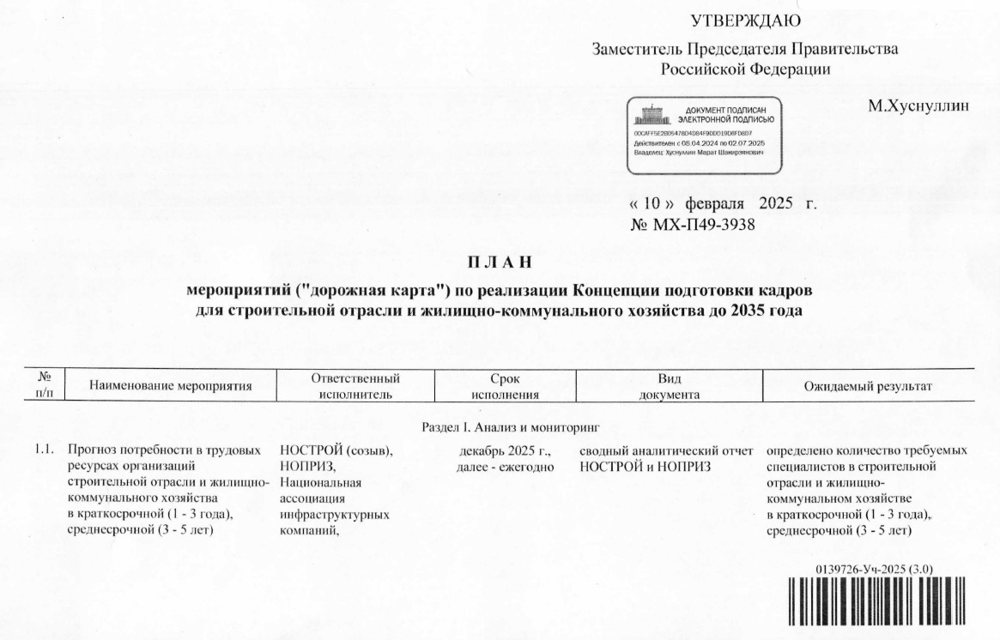 УТВЕРЖДАЮ
Заместитель Председателя Правительства
Российской Федерации
М.Хуснуллин
ДОКУМЕНТ ПОДПИСАН
ЭЛЕКТРОННОЙ ПОДПИСЬЮ
Действителен с 08.04.2024 по 02.07.2025
Владелец: Хуснуллин Марат Шакирзянович
« 10 » февраля 2025 г.
№ МХ-П49-3938
П Л А Н
мероприятий ("дорожная карта") по реализации Концепции подготовки кадров
для строительной отрасли и жилищно-коммунального хозяйства до 2035 года
№
п/п
Наименование мероприятия
Ответственный
исполнитель
Срок
исполнения
Вид
документа
Ожидаемый результат
Раздел I. Анализ и мониторинг
1.1.
Прогноз потребности в трудовых
ресурсах организаций
строительной отрасли и жилищно-
коммунального хозяйства
в краткосрочной (1 - 3 года),
среднесрочной (3 - 5 лет)
НОСТРОЙ (созыв),
НОПРИЗ,
Национальная
ассоциация
инфраструктурных
компаний,
декабрь 2025 г.,
далее - ежегодно
сводный аналитический отчет
НОСТРОЙ и НОПРИЗ
определено количество требуемых
специалистов в строительной
отрасли и жилищно-
коммунальном хозяйстве
в краткосрочной (1 - 3 года),
среднесрочной (3 - 5 лет)
0139726-Уч-2025 (3.0)